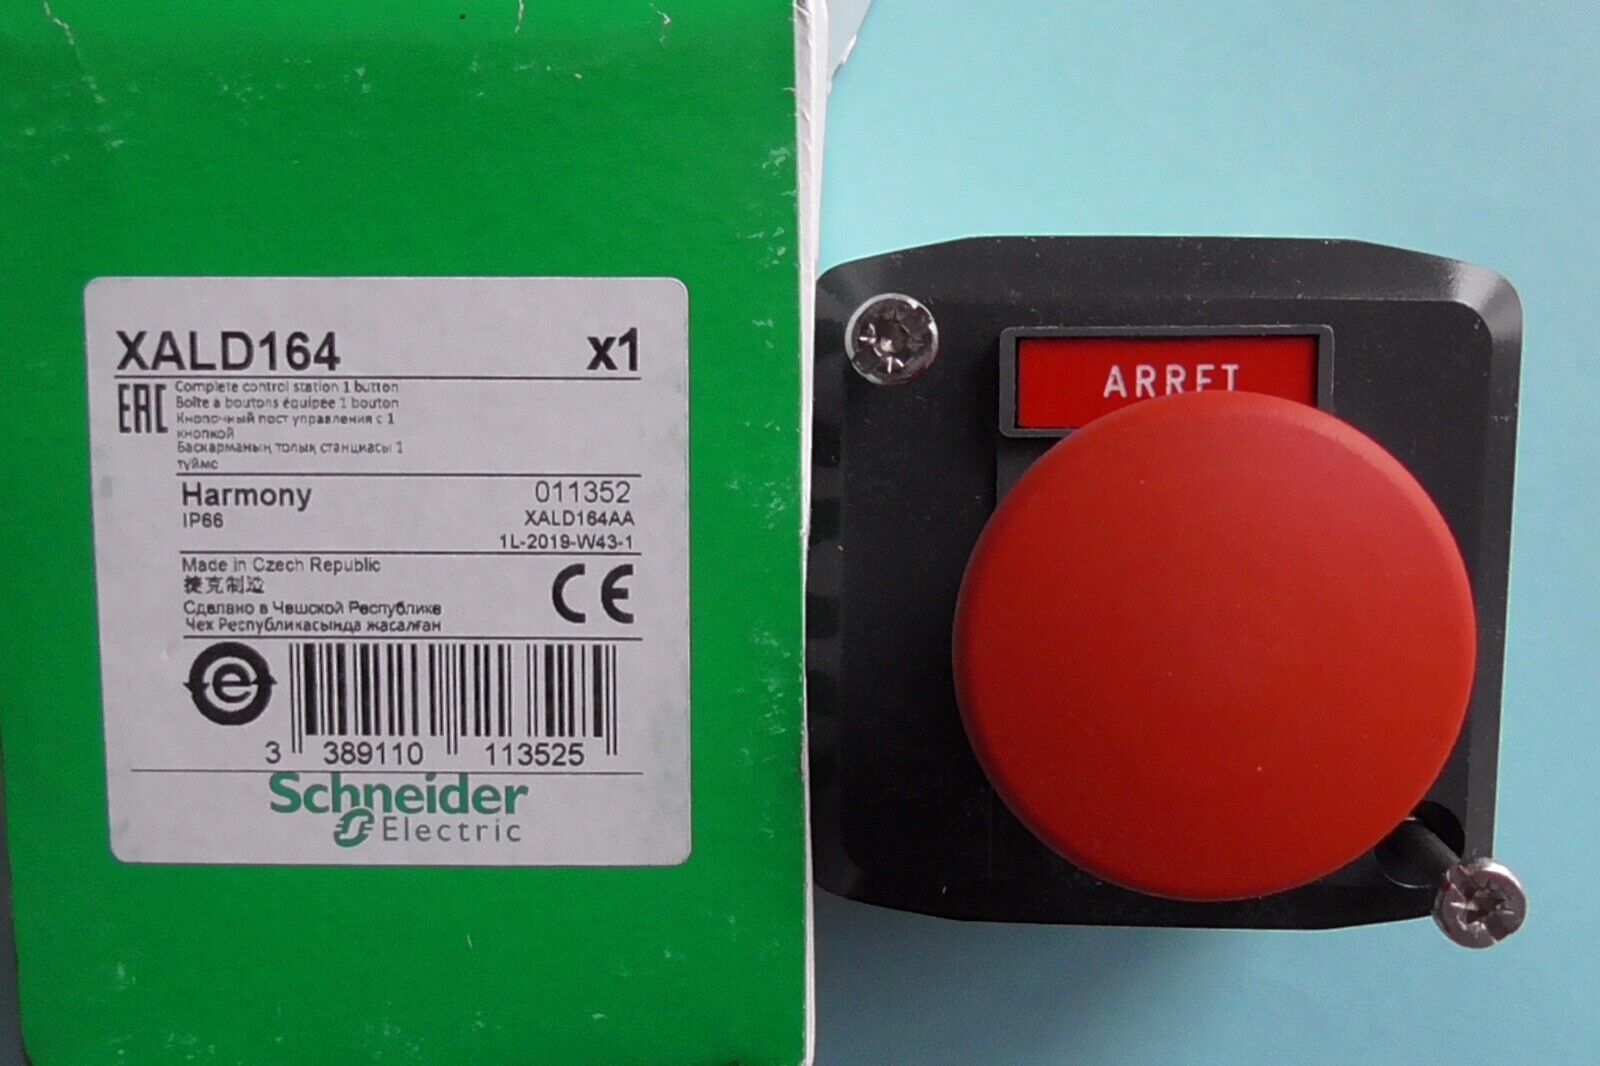 XALD164 x1
EAC
Complete control station 1 button
Boîte à boutons équipée 1 bouton
Кнопочный пост управления с 1
кнопкой
Басқарманың толық станциясы 1
түймс
Harmony 011352
IP66 XALD164AA
1L-2019-W43-1
Made in Czech Republic
捷克制造
Сделано в Чешской Республике
Чех Республикасында жасалған
CE
e
3 389110 113525
Schneider
Electric
ARRET